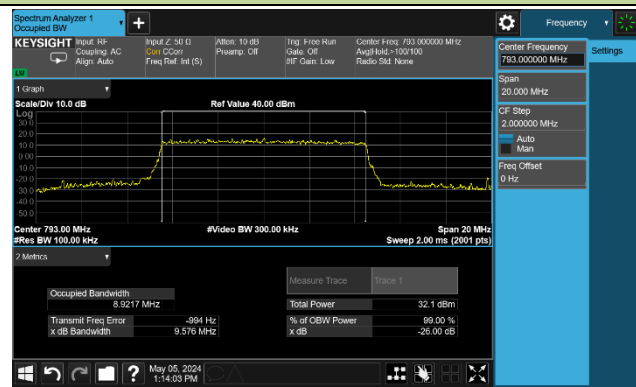 Spectrum Analyzer 1
Occupied BW
Frequency
KEYSIGHT
Input: RF
Coupling: AC
Align: Auto
Input Z: 50 Ω
Corr CCorr
Freq Ref: Int (S)
Atten: 10 dB
Preamp: Off
Trig: Free Run
Gate: Off
#IF Gain: Low
Center Freq: 793.000000 MHz
Avg|Hold:>100/100
Radio Std: None
Center Frequency
793.000000 MHz
Settings
Span
20.000 MHz
CF Step
2.000000 MHz
Auto
Man
Freq Offset
0 Hz
1 Graph
Scale/Div 10.0 dB
Ref Value 40.00 dBm
Log
30.0
20.0
10.0
0.00
-10.0
-20.0
-30.0
-40.0
-50.0
Center 793.00 MHz
#Res BW 100.00 kHz
#Video BW 300.00 kHz
Span 20 MHz
Sweep 2.00 ms (2001 pts)
2 Metrics
Measure Trace
Trace 1
Occupied Bandwidth
8.9217 MHz
Total Power
32.1 dBm
Transmit Freq Error
-994 Hz
% of OBW Power
99.00 %
x dB Bandwidth
9.576 MHz
x dB
-26.00 dB
May 05, 2024
1:14:03 PM